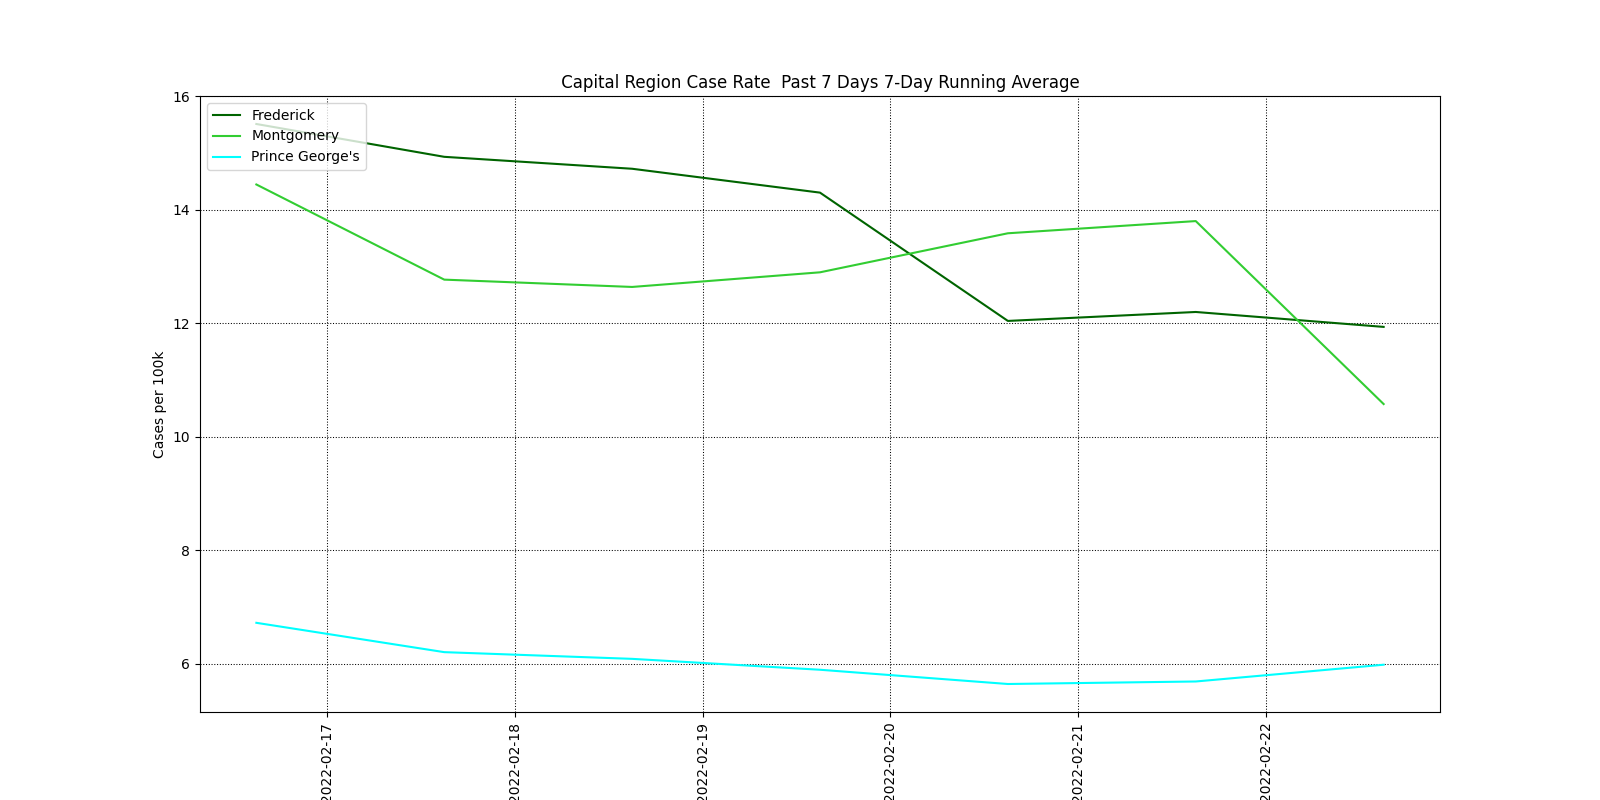 Capital Region Case Rate  Past 7 Days 7-Day Running Average
Frederick
Montgomery
Prince George's
Cases per 100k
16
14
12
10
8
6
2022-02-17
2022-02-18
2022-02-19
2022-02-20
2022-02-21
2022-02-22